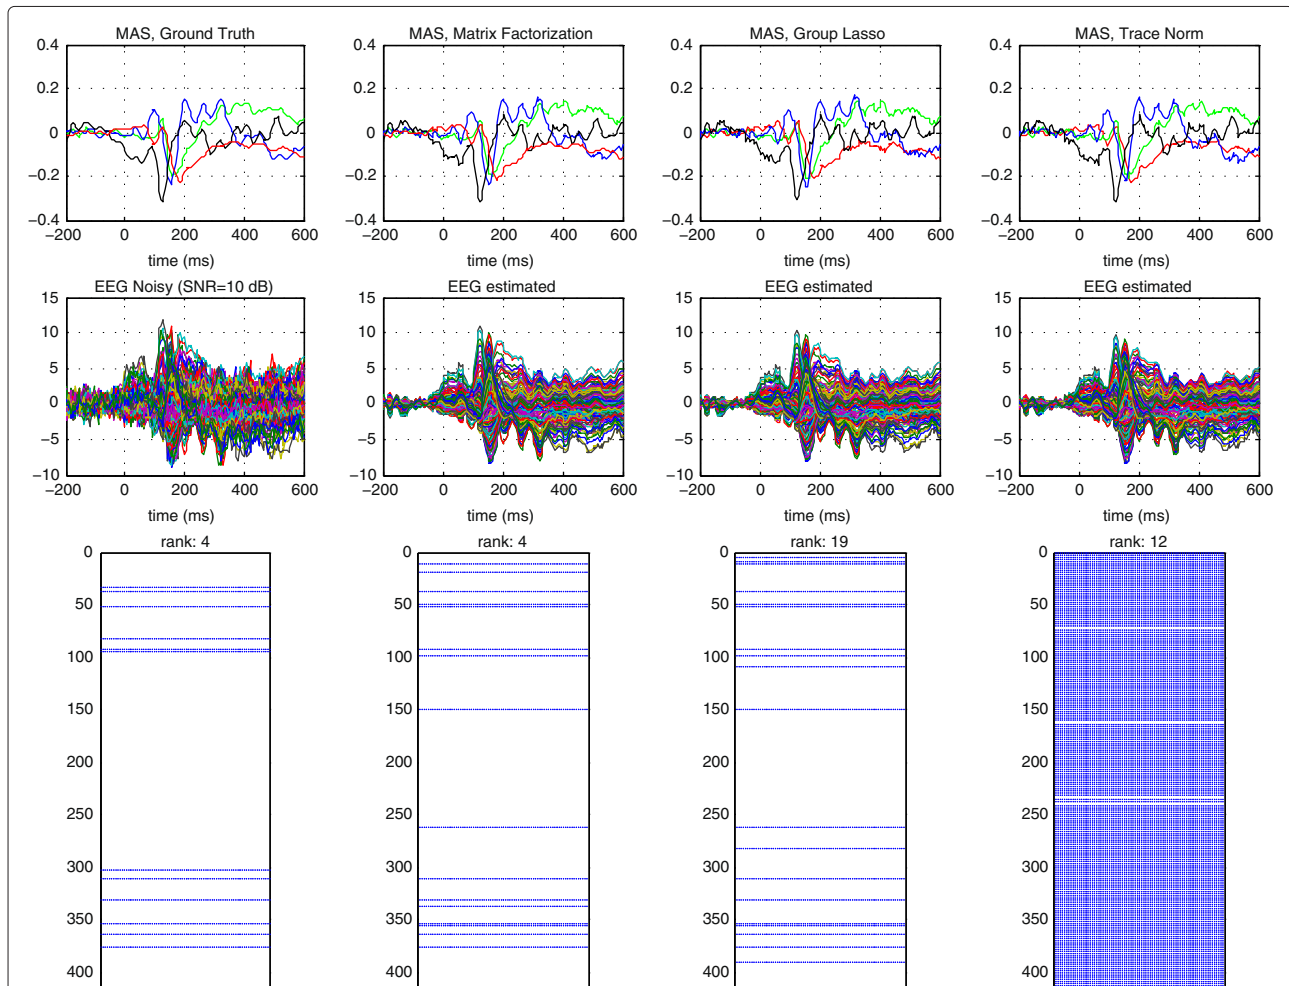 MAS, Ground Truth
0.4
0.2
0
−0.2
−0.4
−200 0 200 400 600
time (ms)
MAS, Matrix Factorization
0.4
0.2
0
−0.2
−0.4
−200 0 200 400 600
time (ms)
MAS, Group Lasso
0.4
0.2
0
−0.2
−0.4
−200 0 200 400 600
time (ms)
MAS, Trace Norm
0.4
0.2
0
−0.2
−0.4
−200 0 200 400 600
time (ms)
EEG Noisy (SNR=10 dB)
15
10
5
0
−5
−10
−200 0 200 400 600
time (ms)
EEG estimated
15
10
5
0
−5
−10
−200 0 200 400 600
time (ms)
EEG estimated
15
10
5
0
−5
−10
−200 0 200 400 600
time (ms)
EEG estimated
15
10
5
0
−5
−10
−200 0 200 400 600
time (ms)
rank: 4
0
50
100
150
200
250
300
350
400
rank: 4
0
50
100
150
200
250
300
350
400
rank: 19
0
50
100
150
200
250
300
350
400
rank: 12
0
50
100
150
200
250
300
350
400